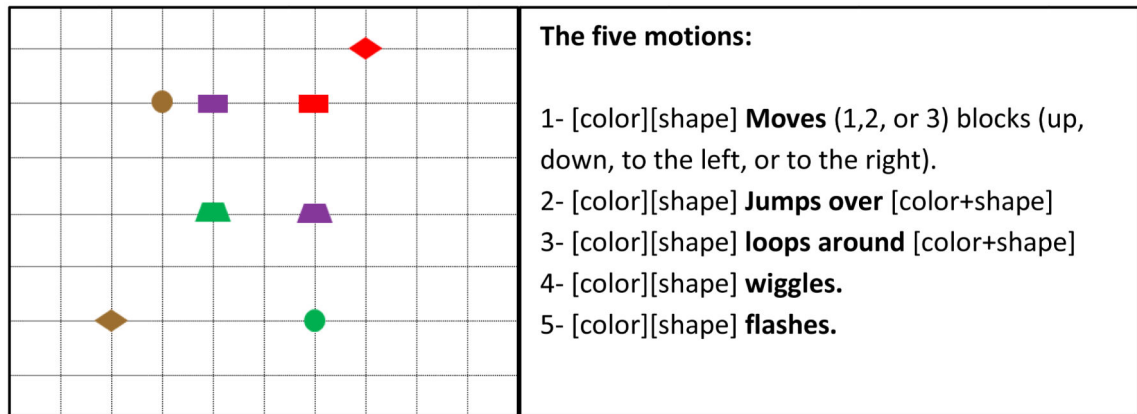 The five motions:
1- [color][shape] Moves (1,2, or 3) blocks (up,
down, to the left, or to the right).
2- [color][shape] Jumps over [color+shape]
3- [color][shape] loops around [color+shape]
4- [color][shape] wiggles.
5- [color][shape] flashes.